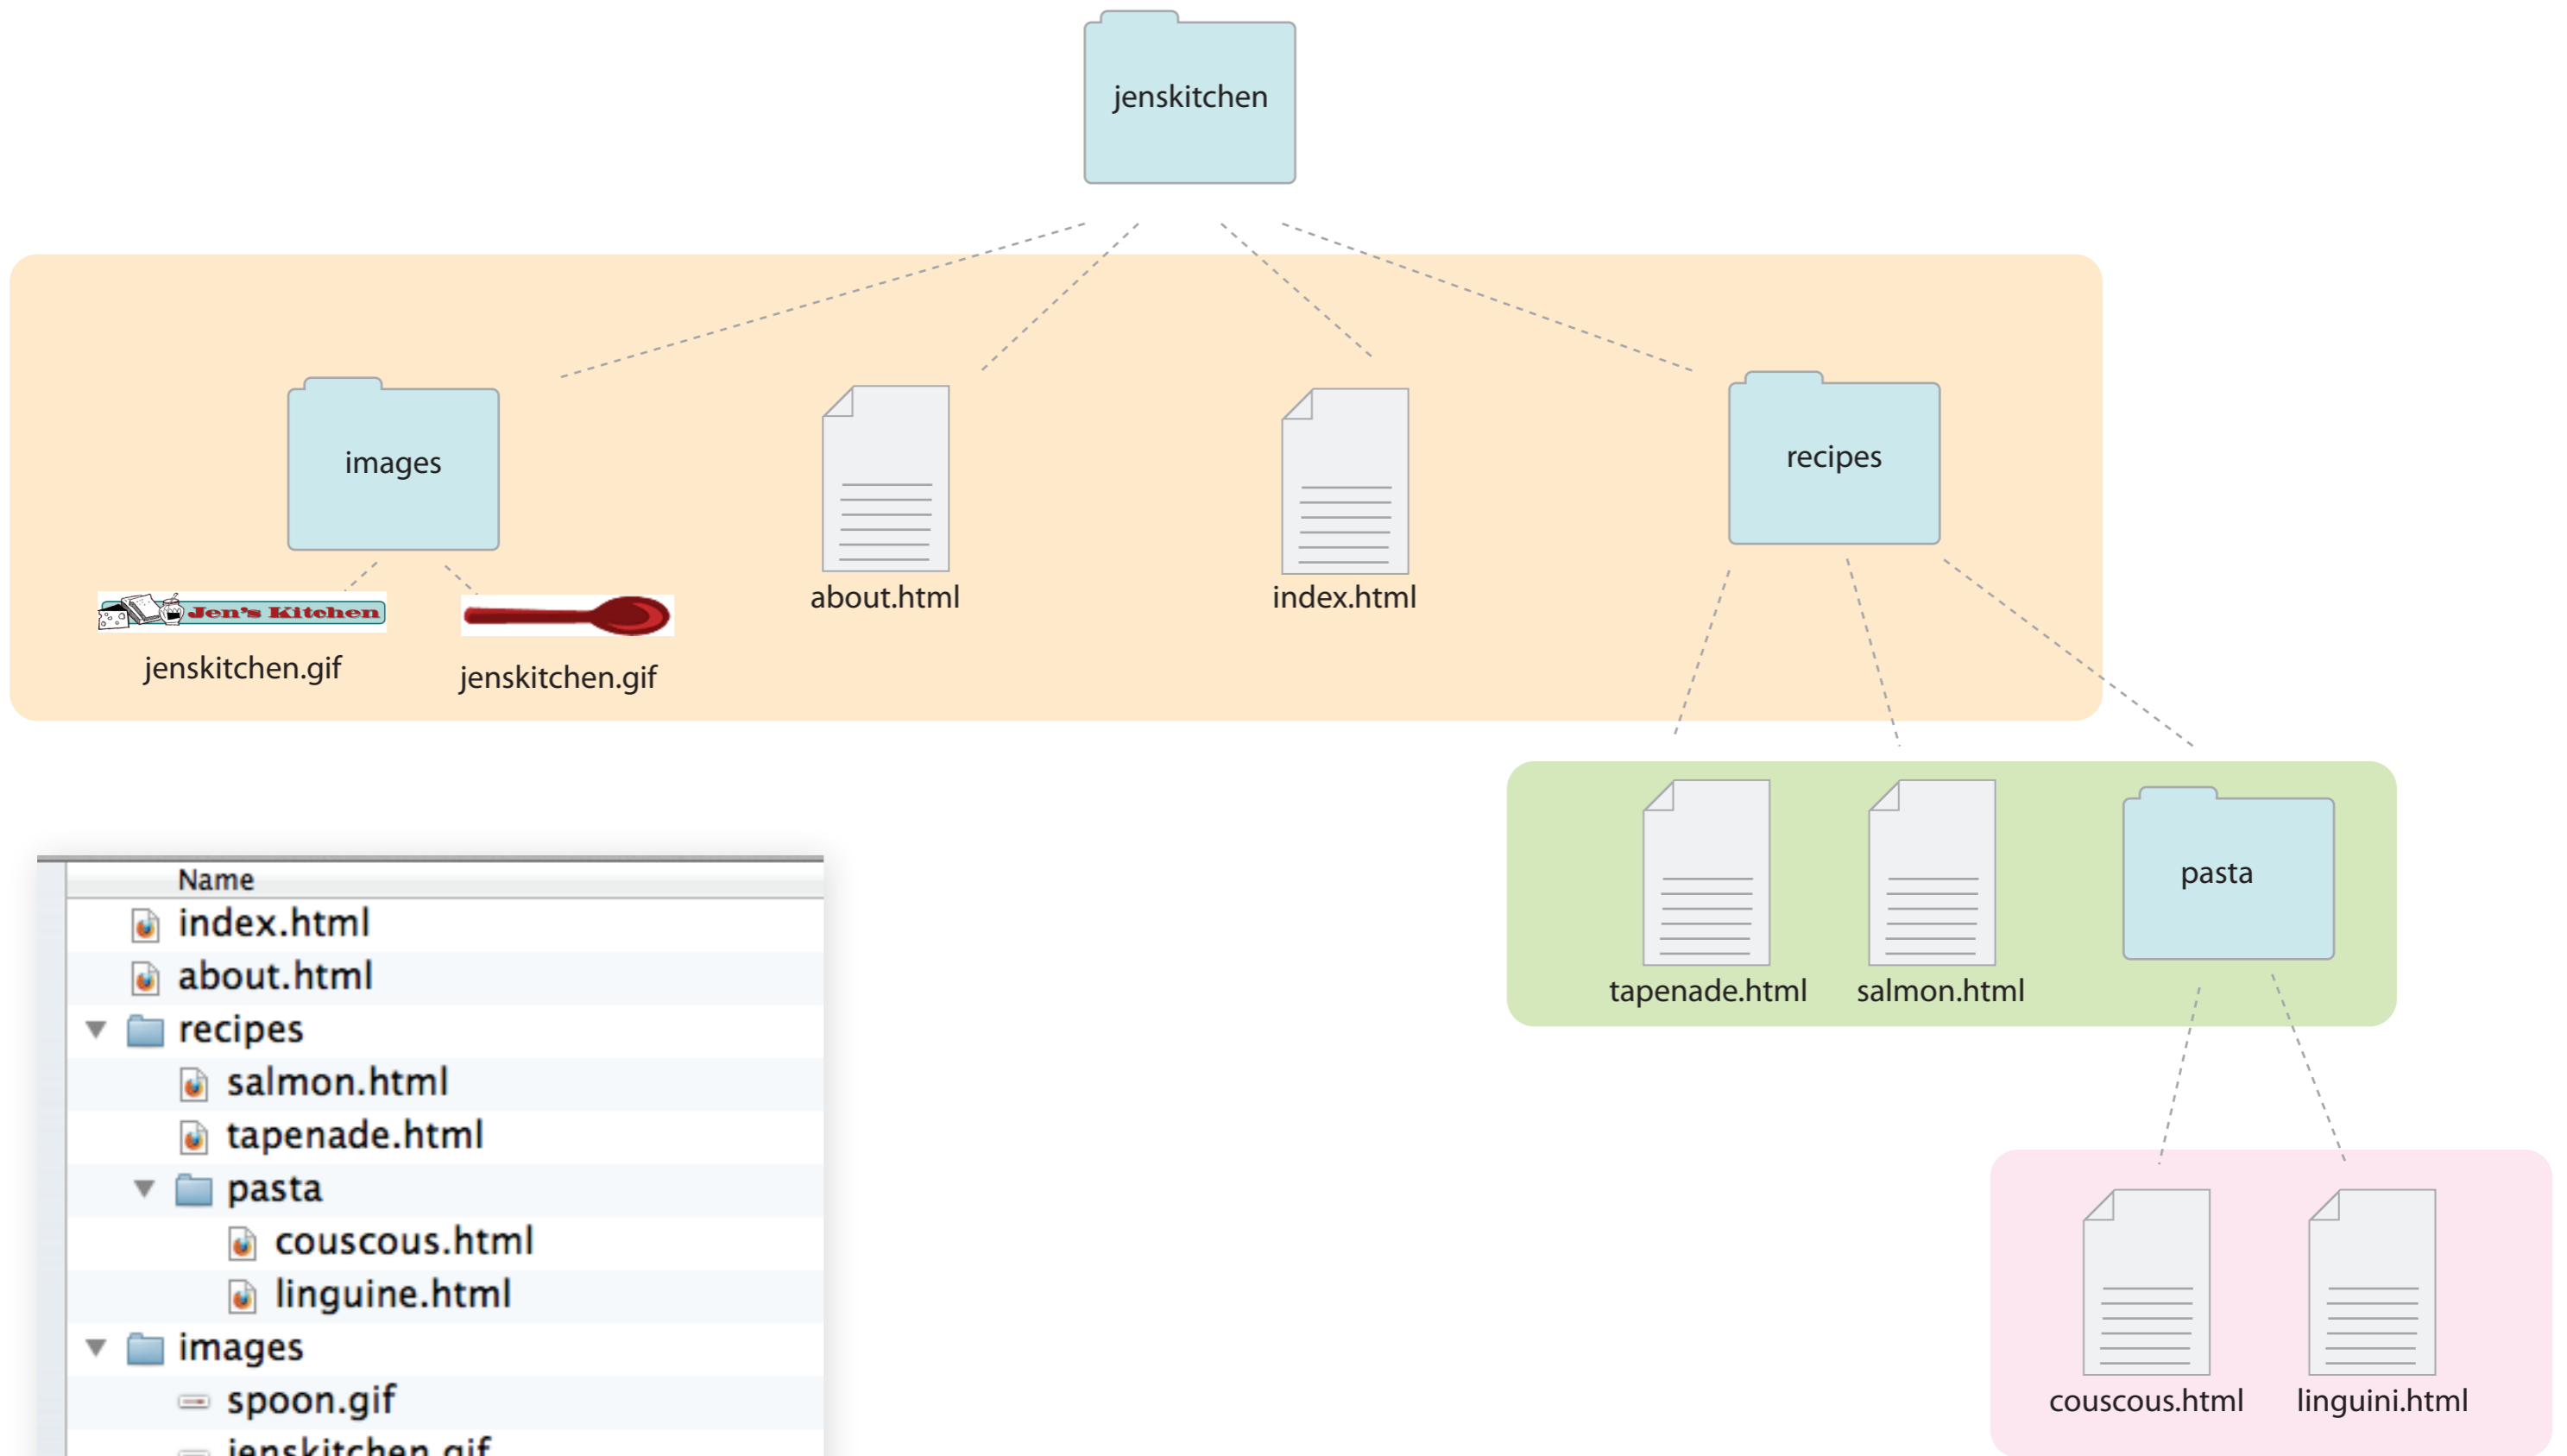 jenskitchen
images
recipes
about.html
index.html
Jen's Kitchen
jenskitchen.gif
jenskitchen.gif
tapenade.html
salmon.html
pasta
couscous.html
linguini.html
Name
index.html
about.html
recipes
salmon.html
tapenade.html
pasta
couscous.html
linguine.html
images
spoon.gif
jenskitchen.gif